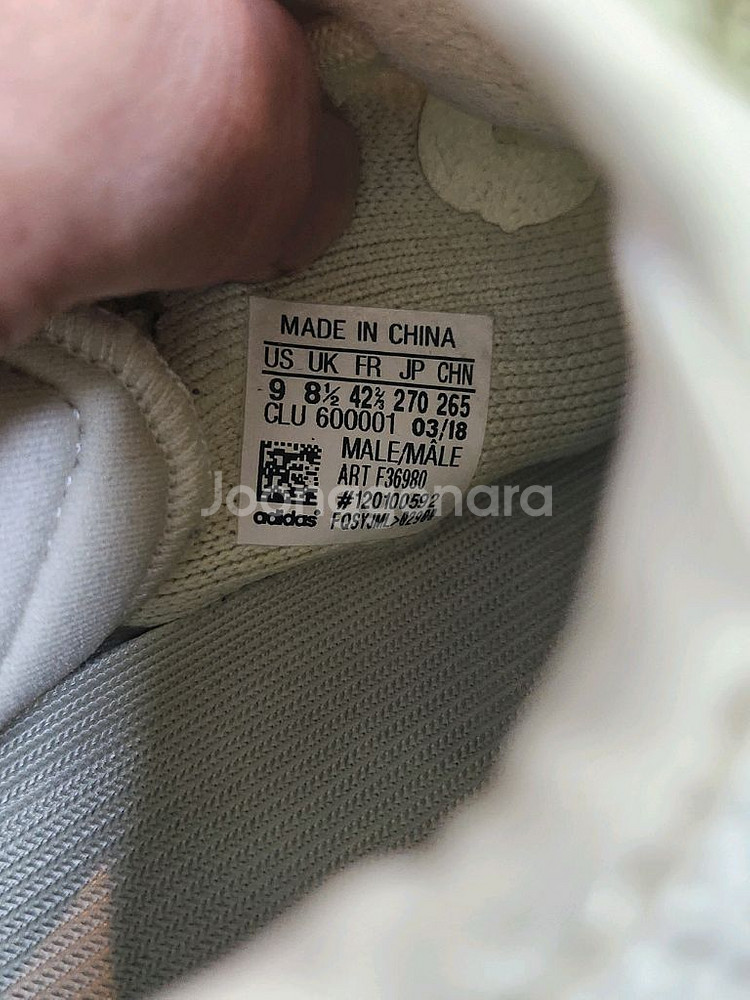 MADE IN CHINA
US UK FR JP CHN
9 8½ 42⅔ 270 265
CLU 600001 03/18
MALE/MÂLE
ART F36980
#120100592
adidas
Joonggonara